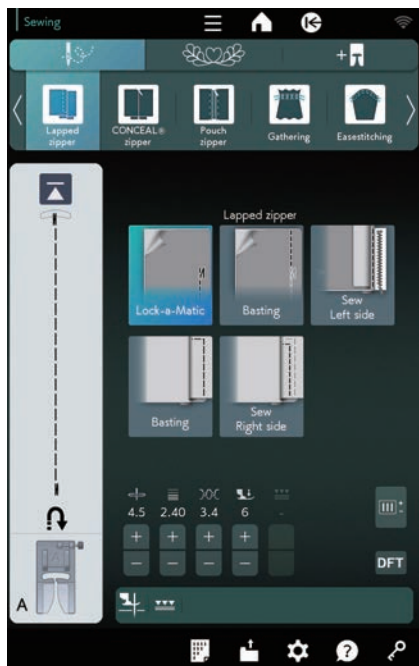 Sewing
Lapped
zipper
CONCEAL®
zipper
Pouch
zipper
Gathering
Easestitching
Lapped zipper
Lock-a-Matic
Basting
Sew
Left side
Basting
Sew
Right side
4.5 2.40 3.4 6 -
+ + +
− − −
DFT
A